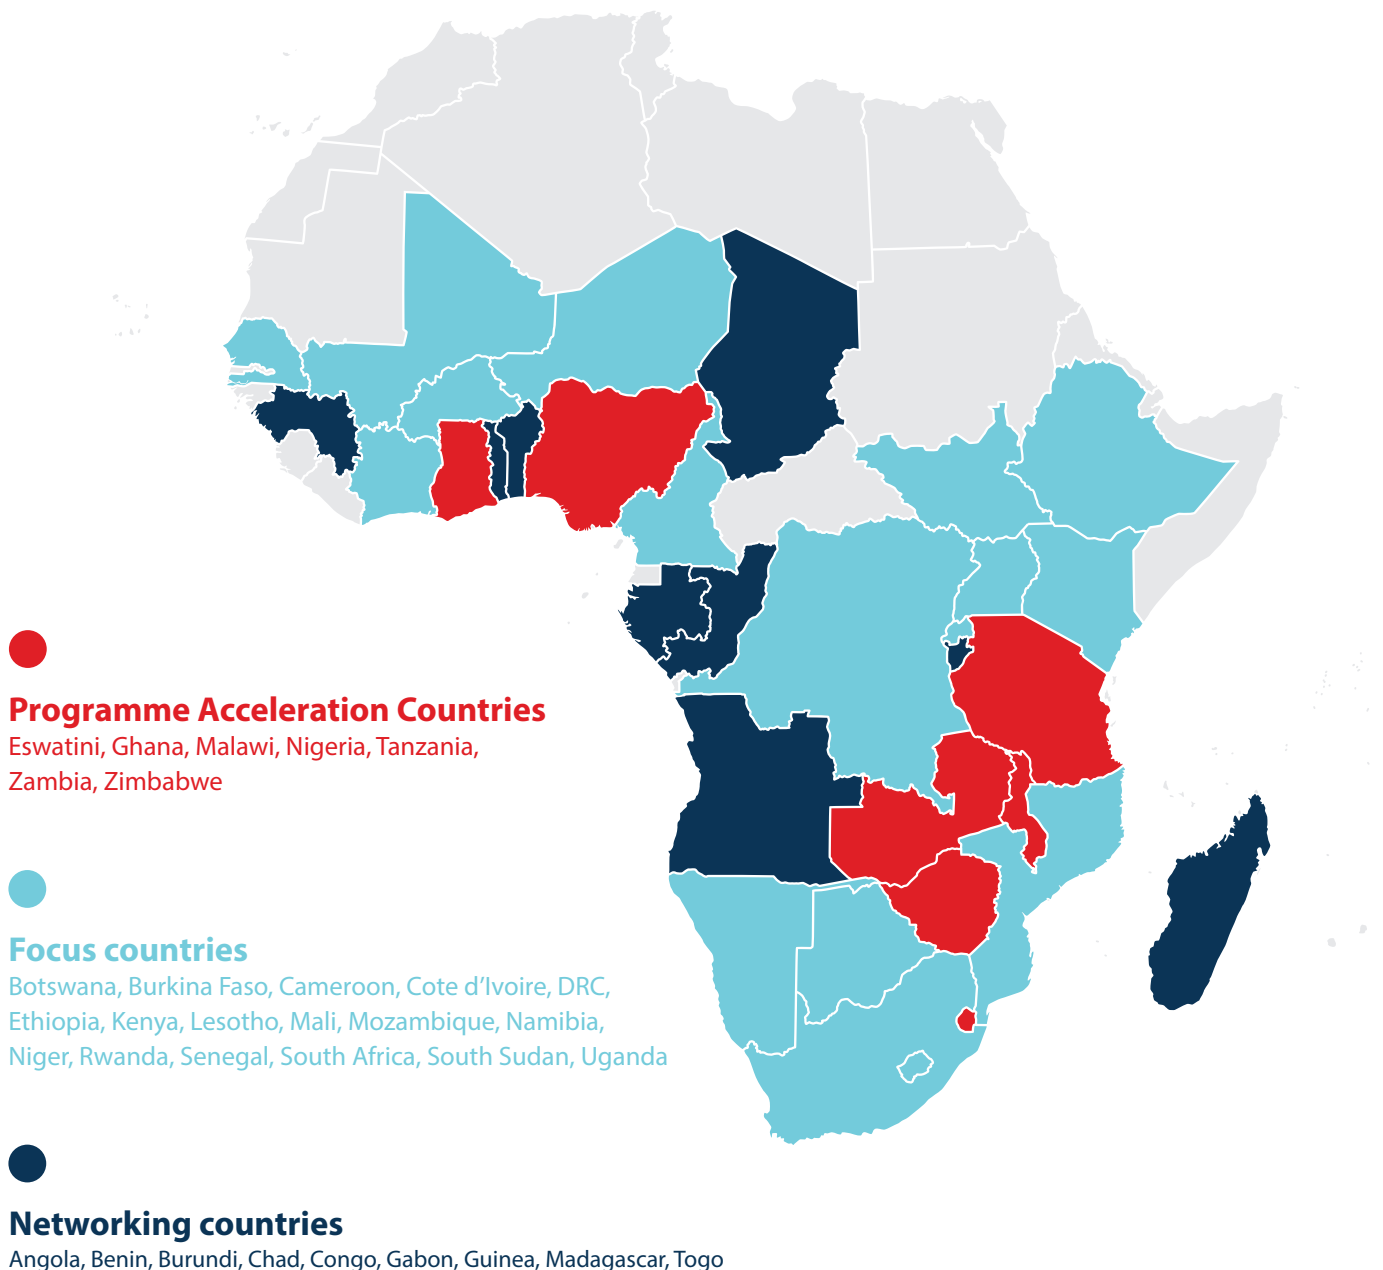 Programme Acceleration Countries
Eswatini, Ghana, Malawi, Nigeria, Tanzania,
Zambia, Zimbabwe
Focus countries
Botswana, Burkina Faso, Cameroon, Cote d’Ivoire, DRC,
Ethiopia, Kenya, Lesotho, Mali, Mozambique, Namibia,
Niger, Rwanda, Senegal, South Africa, South Sudan, Uganda
Networking countries
Angola, Benin, Burundi, Chad, Congo, Gabon, Guinea, Madagascar, Togo